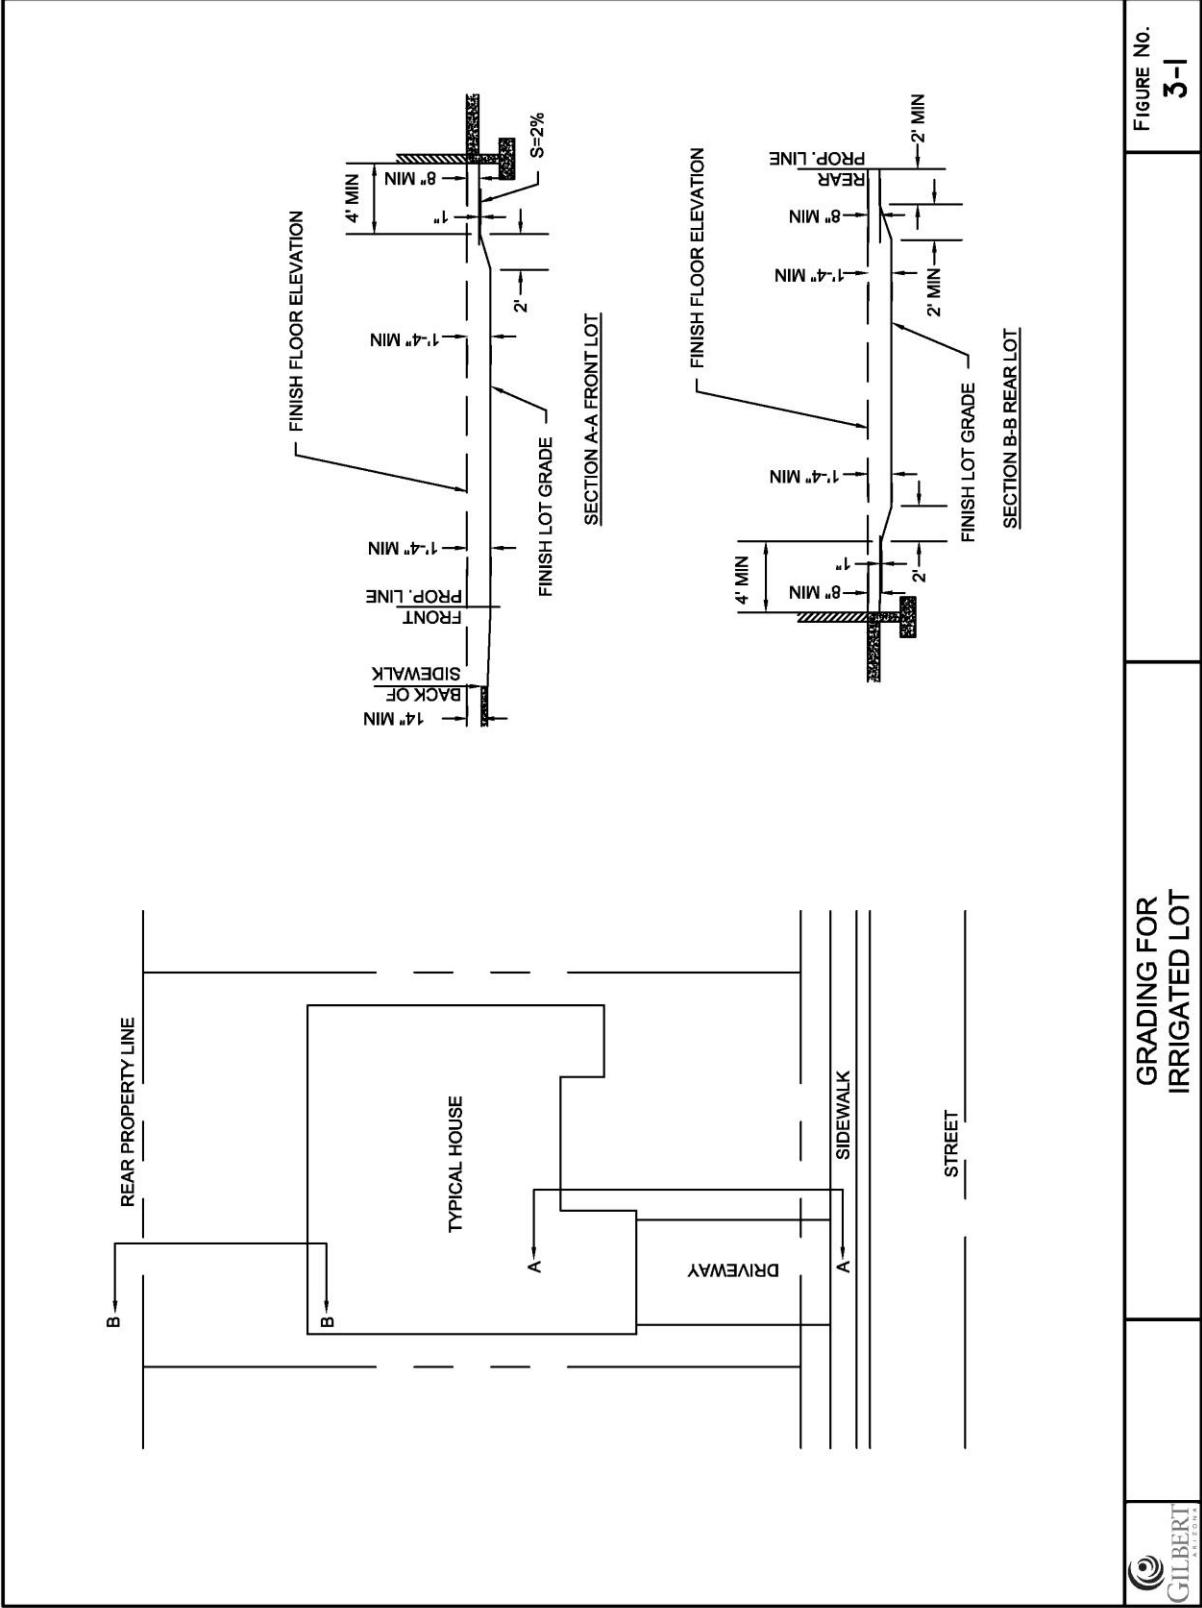 REAR PROPERTY LINE
B
B
TYPICAL HOUSE
A
A
DRIVEWAY
SIDEWALK
STREET
FINISH FLOOR ELEVATION
14" MIN
BACK OF
SIDEWALK
FRONT
PROP. LINE
1'-4" MIN
1'-4" MIN
4' MIN
8" MIN
1"
S=2%
2'
FINISH LOT GRADE
SECTION A-A FRONT LOT
FINISH FLOOR ELEVATION
4' MIN
8" MIN
1"
2'
1'-4" MIN
1'-4" MIN
8" MIN
REAR
PROP. LINE
2' MIN
2' MIN
FINISH LOT GRADE
SECTION B-B REAR LOT
GILBERT
ARIZONA
GRADING FOR
IRRIGATED LOT
FIGURE NO.
3-1